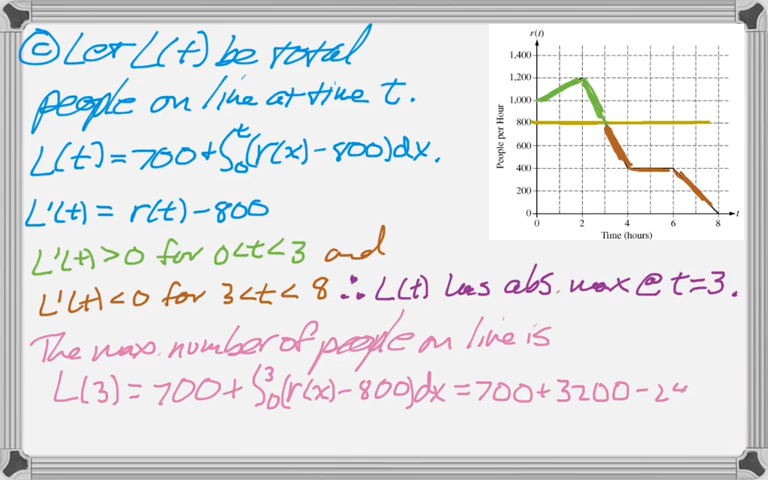 ⓒ Let L(t) be total
people on line at time t.
L(t) = 700 + ∫₀ᵗ(r(x) - 800)dx.
L'(t) = r(t) - 800
L'(t) > 0 for 0 < t < 3 and
L'(t) < 0 for 3 < t < 8 ∴ L(t) has abs. max @ t = 3.
The max. number of people on line is
L(3) = 700 + ∫₀³(r(x) - 800)dx = 700 + 3200 - 24
r(t)
1,400
1,200
1,000
800
600
400
200
0
0 2 4 6 8 t
People per Hour
Time (hours)